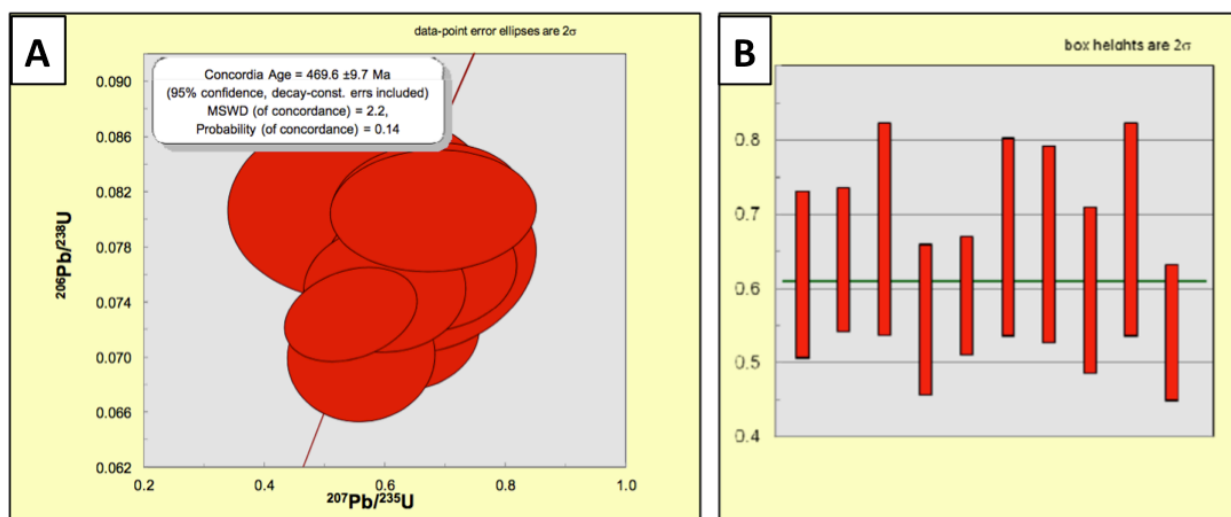 A
data-point error ellipses are 2σ
Concordia Age = 469.6 ±9.7 Ma
(95% confidence, decay-const. errs included)
MSWD (of concordance) = 2.2,
Probability (of concordance) = 0.14
0.090
0.086
0.082
0.078
0.074
0.070
0.066
0.062
206Pb/238U
0.2
0.4
0.6
0.8
1.0
207Pb/235U
B
box heights are 2σ
0.8
0.7
0.6
0.5
0.4